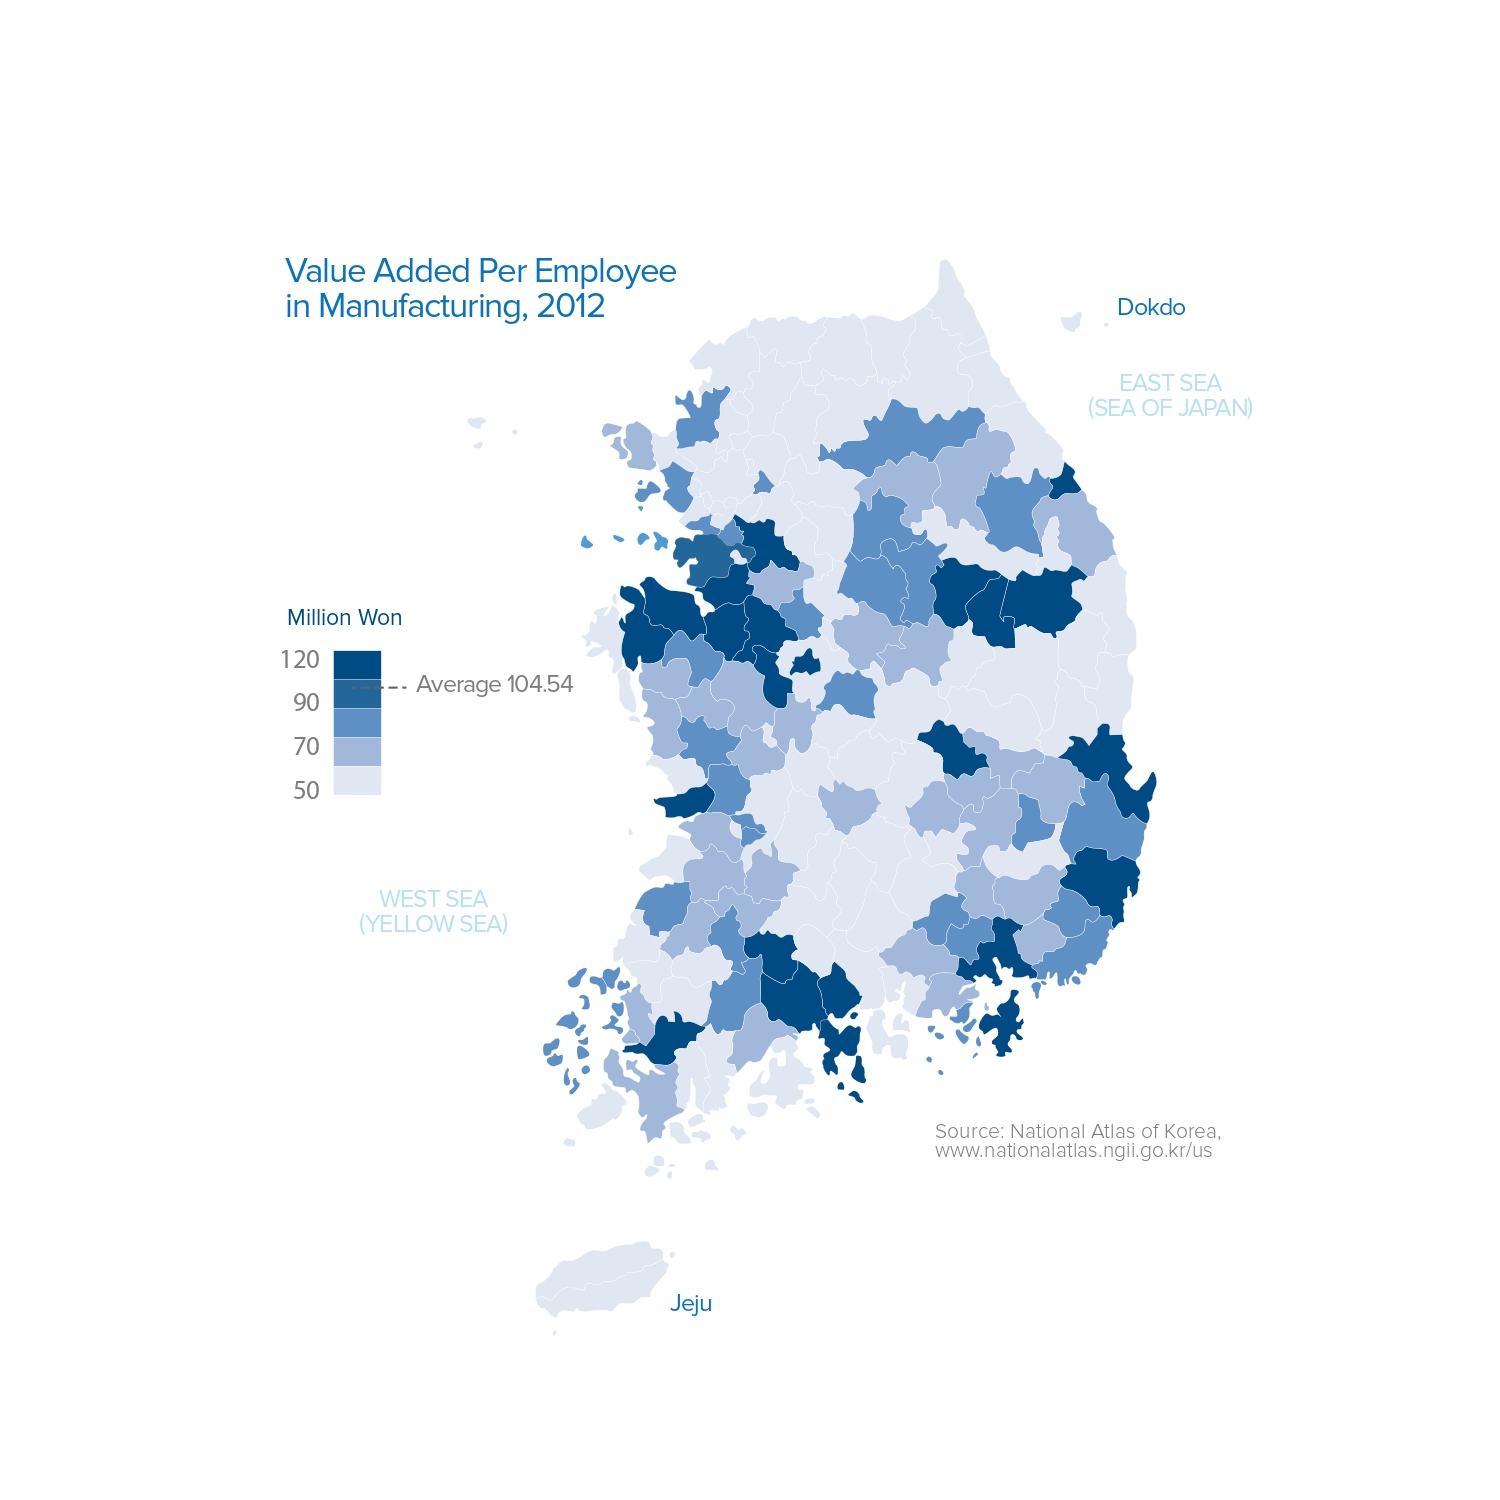 Value Added Per Employee
in Manufacturing, 2012
Dokdo
EAST SEA
(SEA OF JAPAN)
Million Won
120
Average 104.54
90
70
50
WEST SEA
(YELLOW SEA)
Source: National Atlas of Korea,
www.nationalatlas.ngii.go.kr/us
Jeju